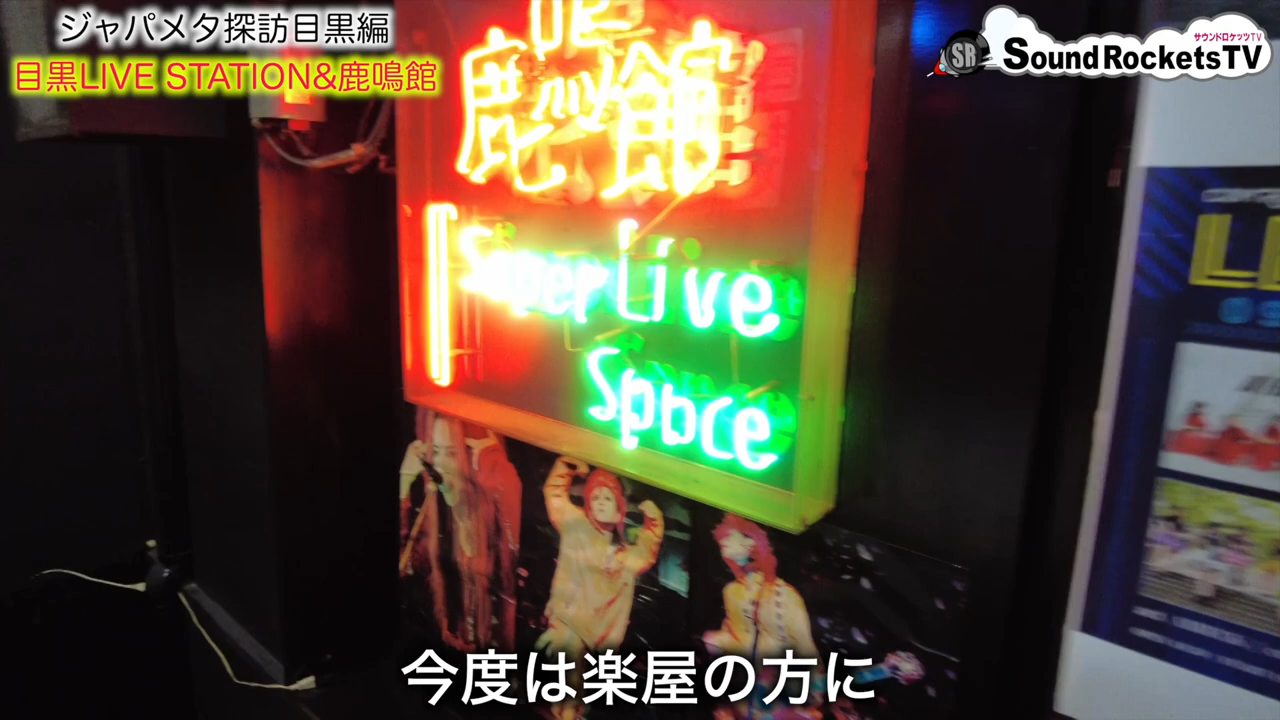 ジャパメタ探訪目黒編
目黒LIVE STATION&鹿鳴館
サウンドロケッツTV
SR
Sound RocketsTV
鹿鳴館
Super Live
Space
今度は楽屋の方に